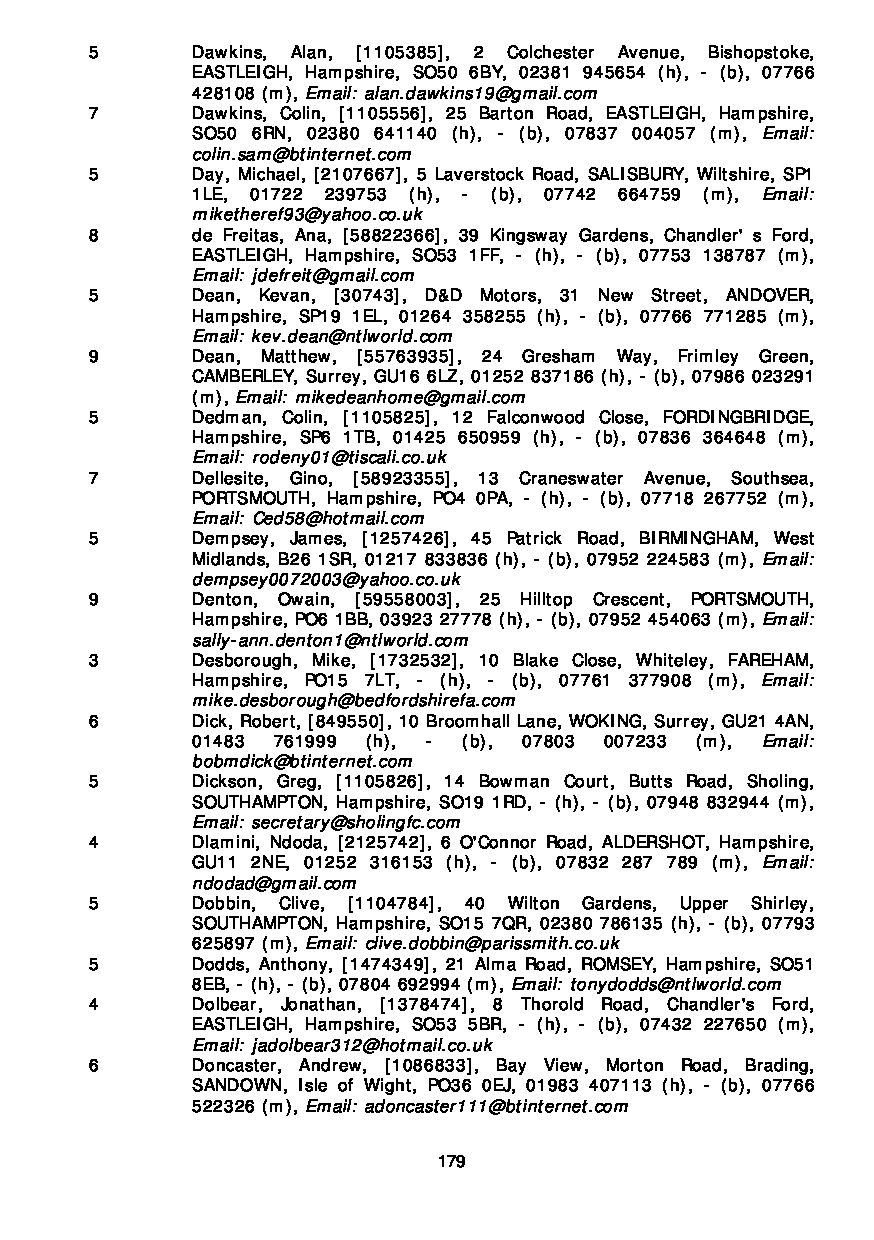 5 Dawkins, Alan, [1105385], 2 Colchester Avenue, Bishopstoke,
EASTLEIGH, Hampshire, SO50 6BY, 02381 945654 (h), - (b), 07766
428108 (m), Email: alan.dawkins19@gmail.com
7 Dawkins, Colin, [1105556], 25 Barton Road, EASTLEIGH, Hampshire,
SO50 6RN, 02380 641140 (h), - (b), 07837 004057 (m), Email:
colin.sam@btinternet.com
5 Day, Michael, [2107667], 5 Laverstock Road, SALISBURY, Wiltshire, SP1
1LE, 01722 239753 (h), - (b), 07742 664759 (m), Email:
miketheref93@yahoo.co.uk
8 de Freitas, Ana, [58822366], 39 Kingsway Gardens, Chandler' s Ford,
EASTLEIGH, Hampshire, SO53 1FF, - (h), - (b), 07753 138787 (m),
Email: jdefreit@gmail.com
5 Dean, Kevan, [30743], D&D Motors, 31 New Street, ANDOVER,
Hampshire, SP19 1EL, 01264 358255 (h), - (b), 07766 771285 (m),
Email: kev.dean@ntlworld.com
9 Dean, Matthew, [55763935], 24 Gresham Way, Frimley Green,
CAMBERLEY, Surrey, GU16 6LZ, 01252 837186 (h), - (b), 07986 023291
(m), Email: mikedeanhome@gmail.com
5 Dedman, Colin, [1105825], 12 Falconwood Close, FORDINGBRIDGE,
Hampshire, SP6 1TB, 01425 650959 (h), - (b), 07836 364648 (m),
Email: rodeny01@tiscali.co.uk
7 Dellesite, Gino, [58923355], 13 Craneswater Avenue, Southsea,
PORTSMOUTH, Hampshire, PO4 0PA, - (h), - (b), 07718 267752 (m),
Email: Ced58@hotmail.com
5 Dempsey, James, [1257426], 45 Patrick Road, BIRMINGHAM, West
Midlands, B26 1SR, 01217 833836 (h), - (b), 07952 224583 (m), Email:
dempsey0072003@yahoo.co.uk
9 Denton, Owain, [59558003], 25 Hilltop Crescent, PORTSMOUTH,
Hampshire, PO6 1BB, 03923 27778 (h), - (b), 07952 454063 (m), Email:
sally-ann.denton1@ntlworld.com
3 Desborough, Mike, [1732532], 10 Blake Close, Whiteley, FAREHAM,
Hampshire, PO15 7LT, - (h), - (b), 07761 377908 (m), Email:
mike.desborough@bedfordshirefa.com
6 Dick, Robert, [849550], 10 Broomhall Lane, WOKING, Surrey, GU21 4AN,
01483 761999 (h), - (b), 07803 007233 (m), Email:
bobmdick@btinternet.com
5 Dickson, Greg, [1105826], 14 Bowman Court, Butts Road, Sholing,
SOUTHAMPTON, Hampshire, SO19 1RD, - (h), - (b), 07948 832944 (m),
Email: secretary@sholingfc.com
4 Dlamini, Ndoda, [2125742], 6 O'Connor Road, ALDERSHOT, Hampshire,
GU11 2NE, 01252 316153 (h), - (b), 07832 287 789 (m), Email:
ndodad@gmail.com
5 Dobbin, Clive, [1104784], 40 Wilton Gardens, Upper Shirley,
SOUTHAMPTON, Hampshire, SO15 7QR, 02380 786135 (h), - (b), 07793
625897 (m), Email: clive.dobbin@parissmith.co.uk
5 Dodds, Anthony, [1474349], 21 Alma Road, ROMSEY, Hampshire, SO51
8EB, - (h), - (b), 07804 692994 (m), Email: tonydodds@ntlworld.com
4 Dolbear, Jonathan, [1378474], 8 Thorold Road, Chandler's Ford,
EASTLEIGH, Hampshire, SO53 5BR, - (h), - (b), 07432 227650 (m),
Email: jadolbear312@hotmail.co.uk
6 Doncaster, Andrew, [1086833], Bay View, Morton Road, Brading,
SANDOWN, Isle of Wight, PO36 0EJ, 01983 407113 (h), - (b), 07766
522326 (m), Email: adoncaster111@btinternet.com
179